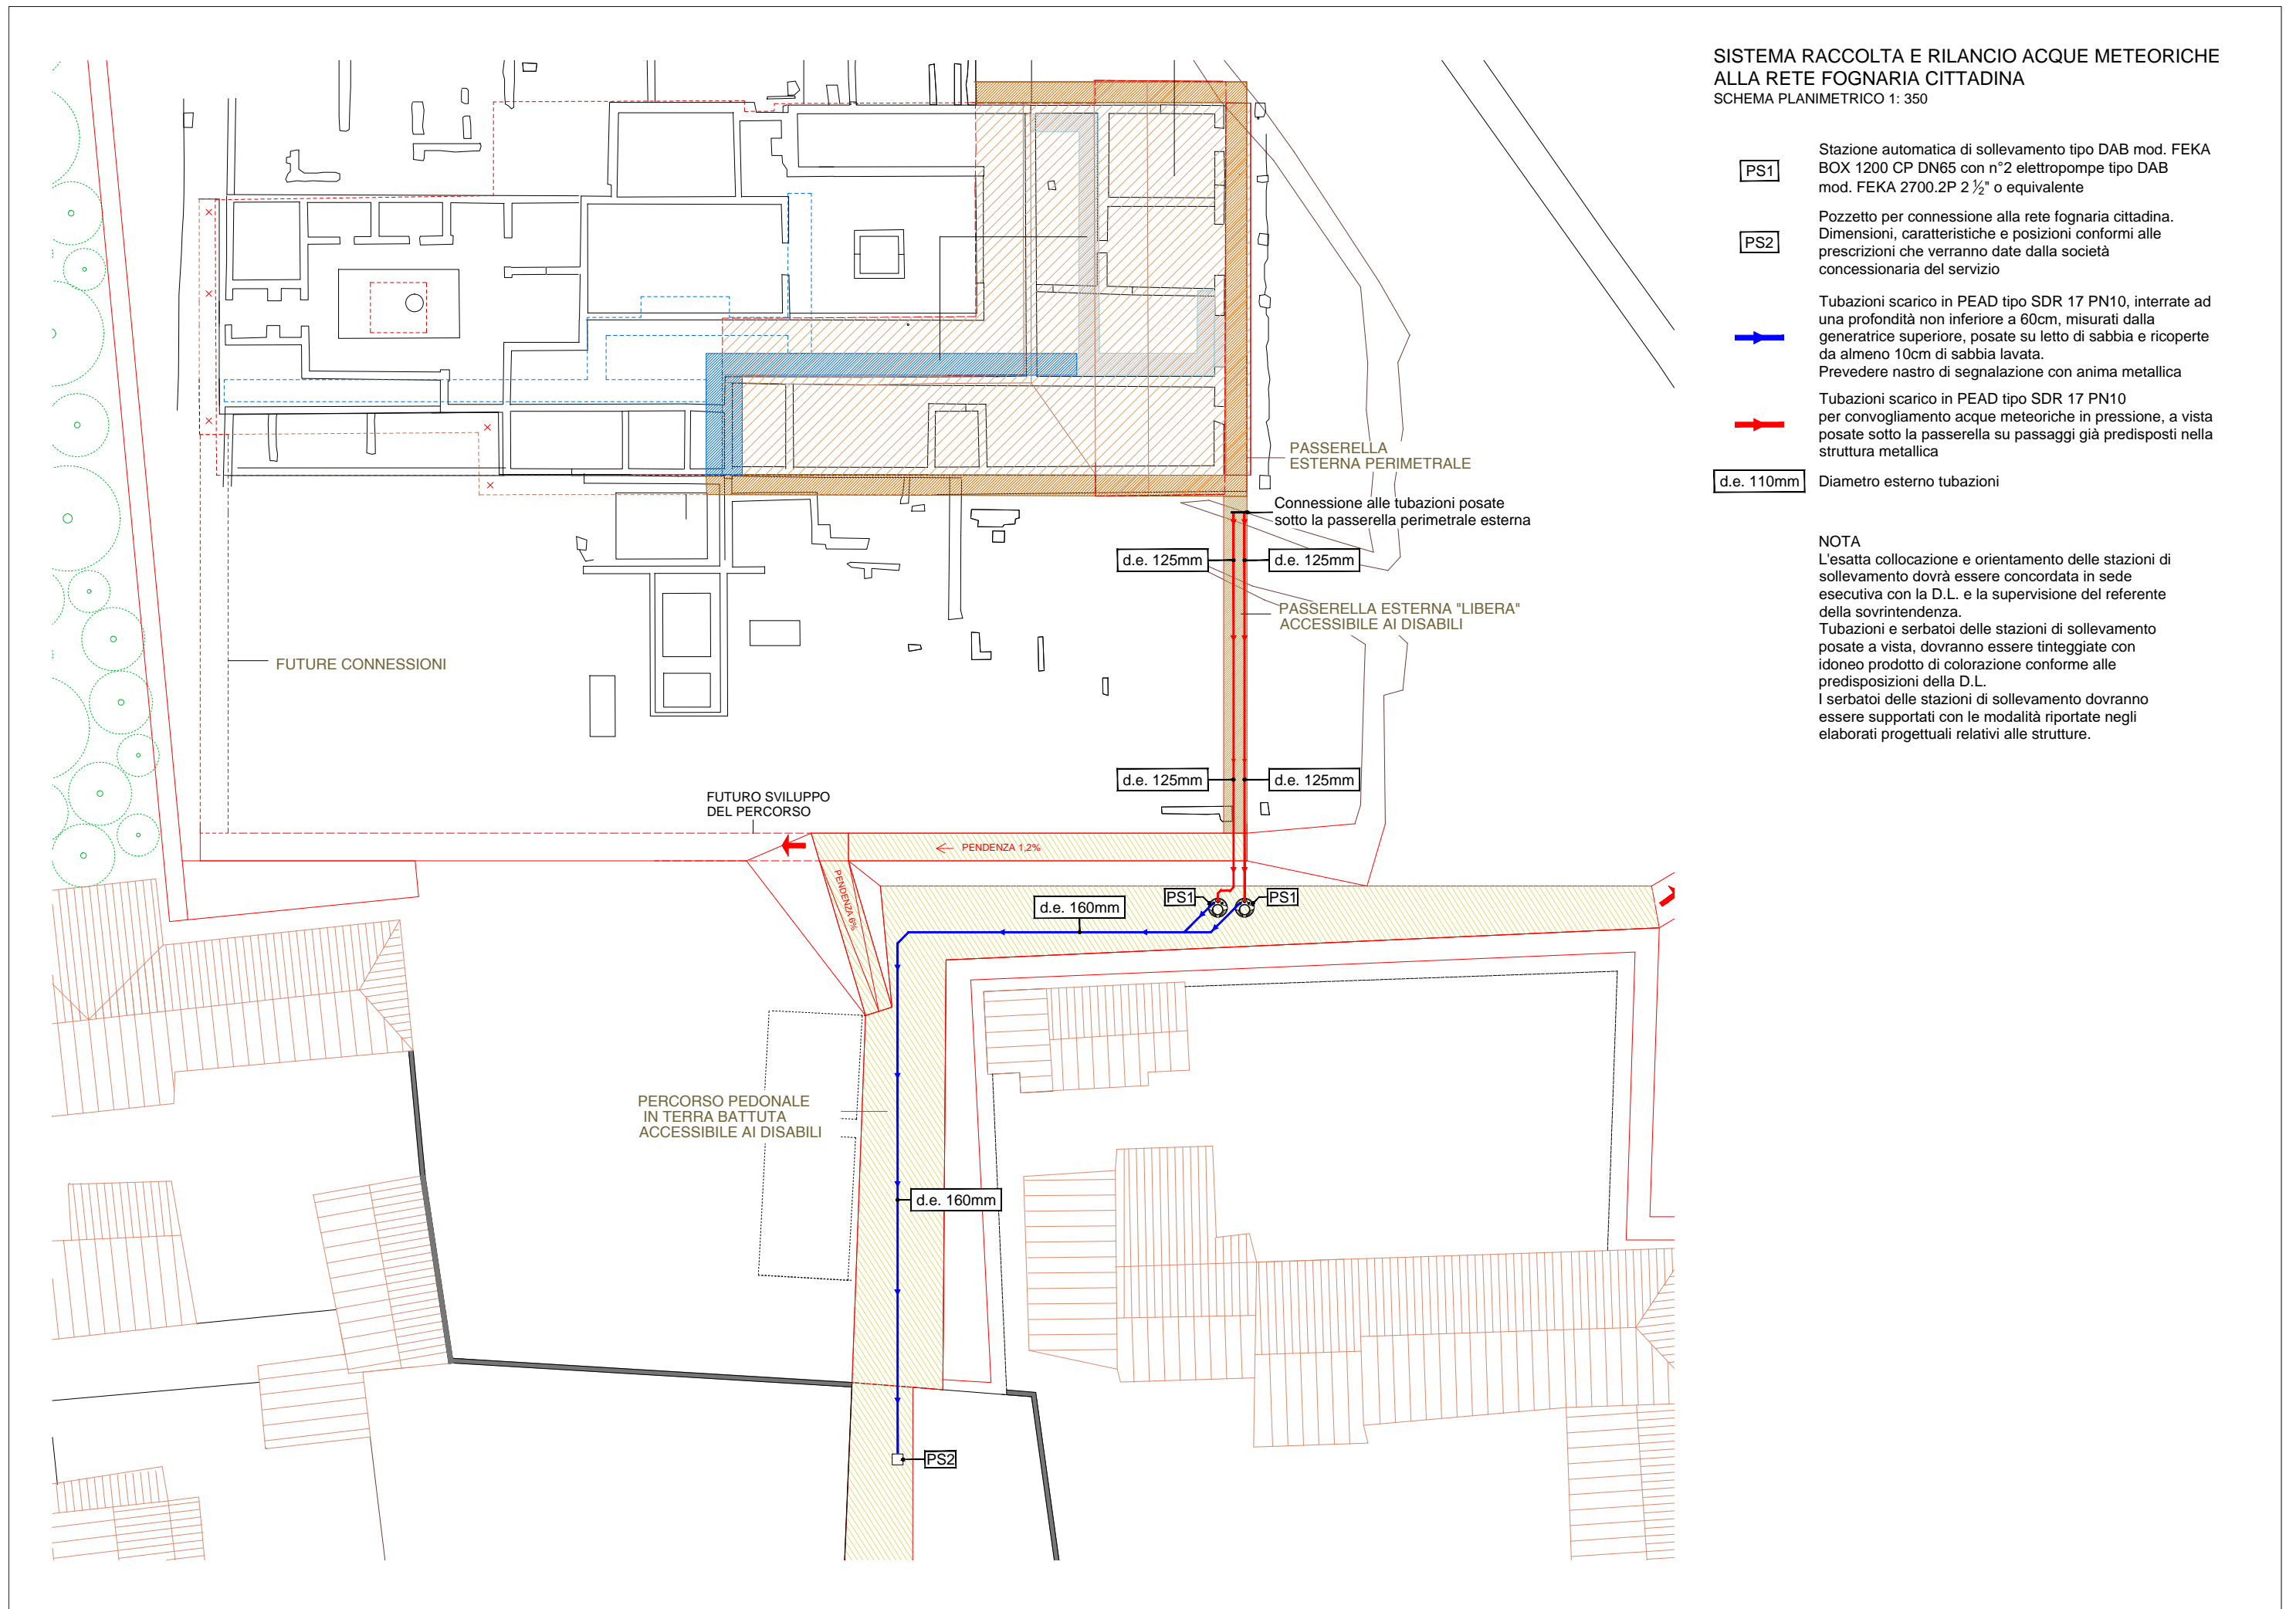 SISTEMA RACCOLTA E RILANCIO ACQUE METEORICHE
ALLA RETE FOGNARIA CITTADINA
SCHEMA PLANIMETRICO 1: 350
PS1
Stazione automatica di sollevamento tipo DAB mod. FEKA
BOX 1200 CP DN65 con n°2 elettropompe tipo DAB
mod. FEKA 2700.2P 2 ½" o equivalente
PS2
Pozzetto per connessione alla rete fognaria cittadina.
Dimensioni, caratteristiche e posizioni conformi alle
prescrizioni che verranno date dalla società
concessionaria del servizio
Tubazioni scarico in PEAD tipo SDR 17 PN10, interrate ad
una profondità non inferiore a 60cm, misurati dalla
generatrice superiore, posate su letto di sabbia e ricoperte
da almeno 10cm di sabbia lavata.
Prevedere nastro di segnalazione con anima metallica
Tubazioni scarico in PEAD tipo SDR 17 PN10
per convogliamento acque meteoriche in pressione, a vista
posate sotto la passerella su passaggi già predisposti nella
struttura metallica
d.e. 110mm
Diametro esterno tubazioni
NOTA
L'esatta collocazione e orientamento delle stazioni di
sollevamento dovrà essere concordata in sede
esecutiva con la D.L. e la supervisione del referente
della sovrintendenza.
Tubazioni e serbatoi delle stazioni di sollevamento
posate a vista, dovranno essere tinteggiate con
idoneo prodotto di colorazione conforme alle
predisposizioni della D.L.
I serbatoi delle stazioni di sollevamento dovranno
essere supportati con le modalità riportate negli
elaborati progettuali relativi alle strutture.
PASSERELLA
ESTERNA PERIMETRALE
Connessione alle tubazioni posate
sotto la passerella perimetrale esterna
d.e. 125mm
d.e. 125mm
PASSERELLA ESTERNA "LIBERA"
ACCESSIBILE AI DISABILI
FUTURE CONNESSIONI
d.e. 125mm
d.e. 125mm
FUTURO SVILUPPO
DEL PERCORSO
PENDENZA 1,2%
PENDENZA 6%
PS1
PS1
d.e. 160mm
PERCORSO PEDONALE
IN TERRA BATTUTA
ACCESSIBILE AI DISABILI
d.e. 160mm
PS2